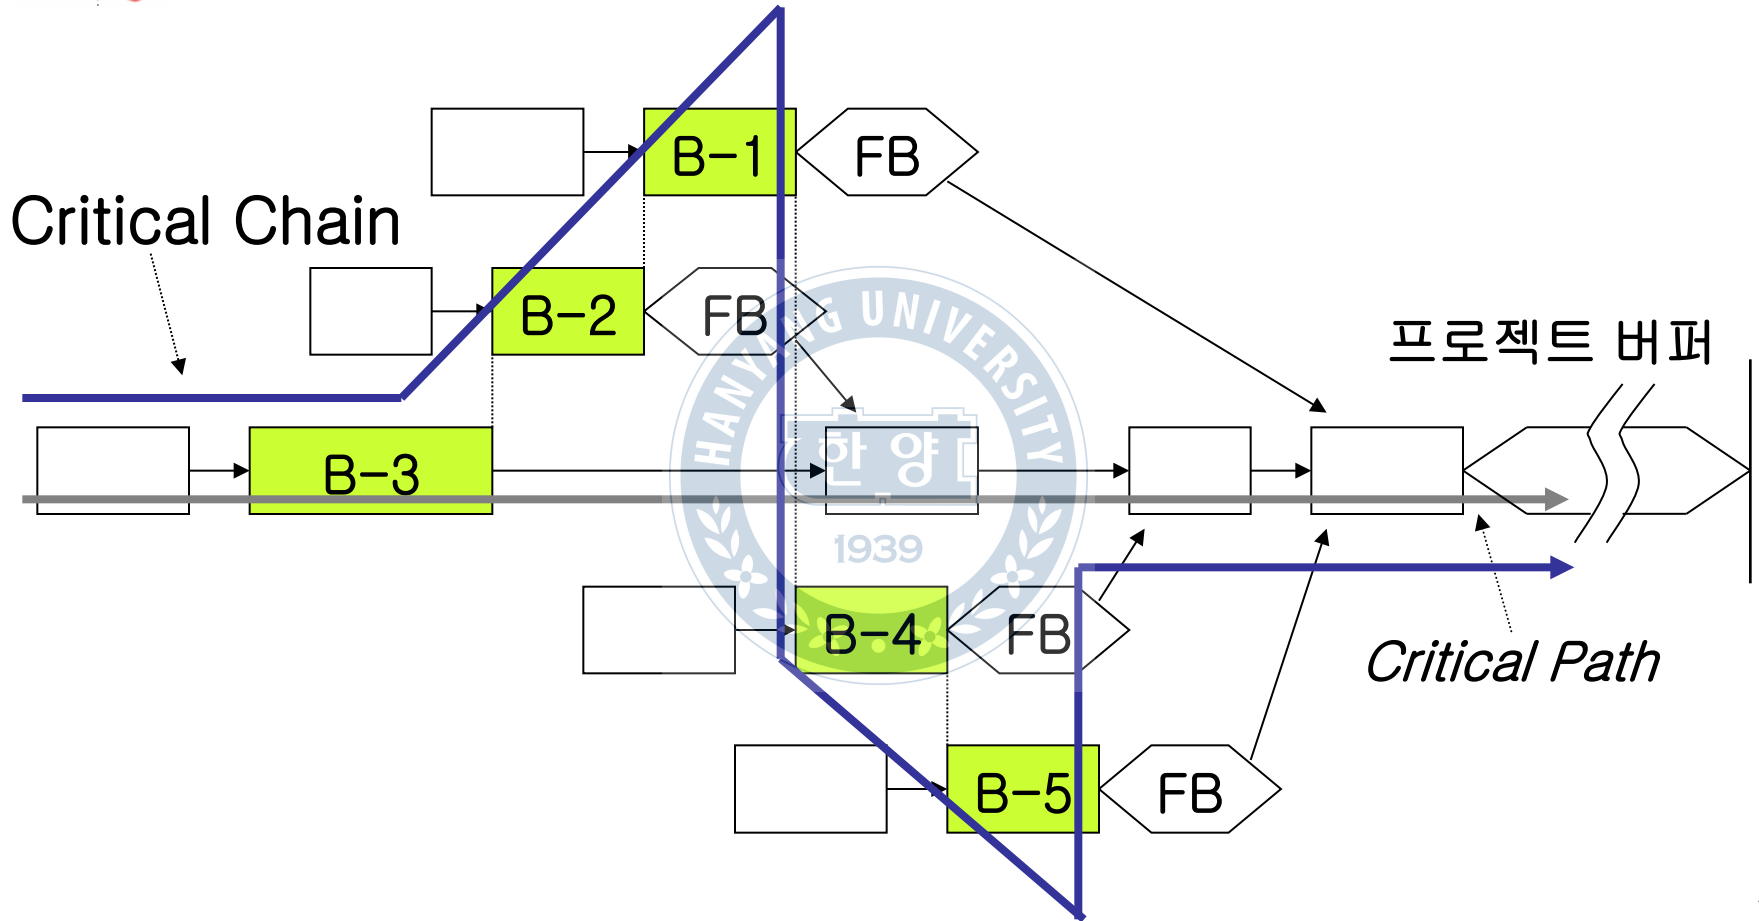 B-1
FB
Critical Chain
B-2
FB
HANYANG UNIVERSITY
프로젝트 버퍼
B-3
한양
1939
B-4
FB
Critical Path
B-5
FB